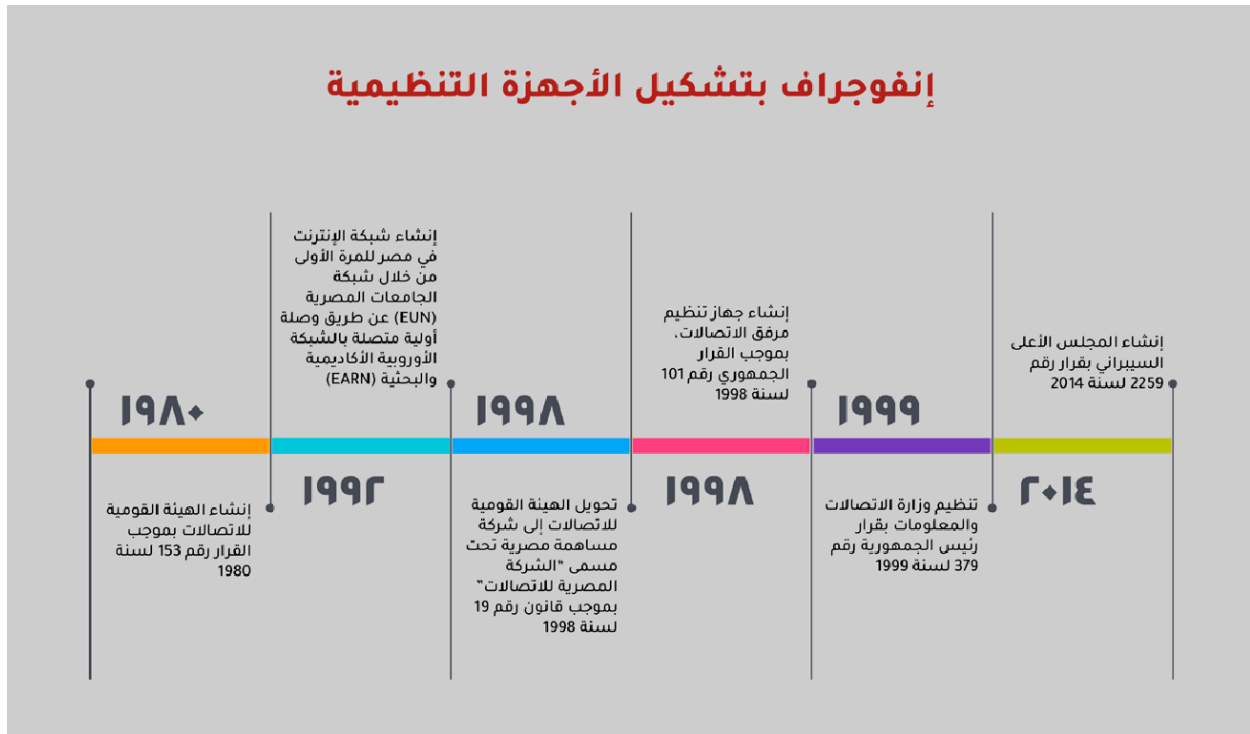 إنفوجراف بتشكيل الأجهزة التنظيمية
١٩٨٠
إنشاء الهيئة القومية
للاتصالات بموجب
القرار رقم 153 لسنة
1980
إنشاء شبكة الإنترنت
في مصر للمرة الأولى
من خلال شبكة
الجامعات المصرية
(EUN) عن طريق وصلة
أولية متصلة بالشبكة
الأوروبية الأكاديمية
والبحثية (EARN)
١٩٩٢
١٩٩٨
تحويل الهيئة القومية
للاتصالات إلى شركة
مساهمة مصرية تحت
مسمى "الشركة
المصرية للاتصالات"
بموجب قانون رقم 19
لسنة 1998
إنشاء جهاز تنظيم
مرفق الاتصالات،
بموجب القرار
الجمهوري رقم 101
لسنة 1998
١٩٩٨
١٩٩٩
تنظيم وزارة الاتصالات
والمعلومات بقرار
رئيس الجمهورية رقم
379 لسنة 1999
إنشاء المجلس الأعلى
السيبراني بقرار رقم
2259 لسنة 2014
٢٠١٤